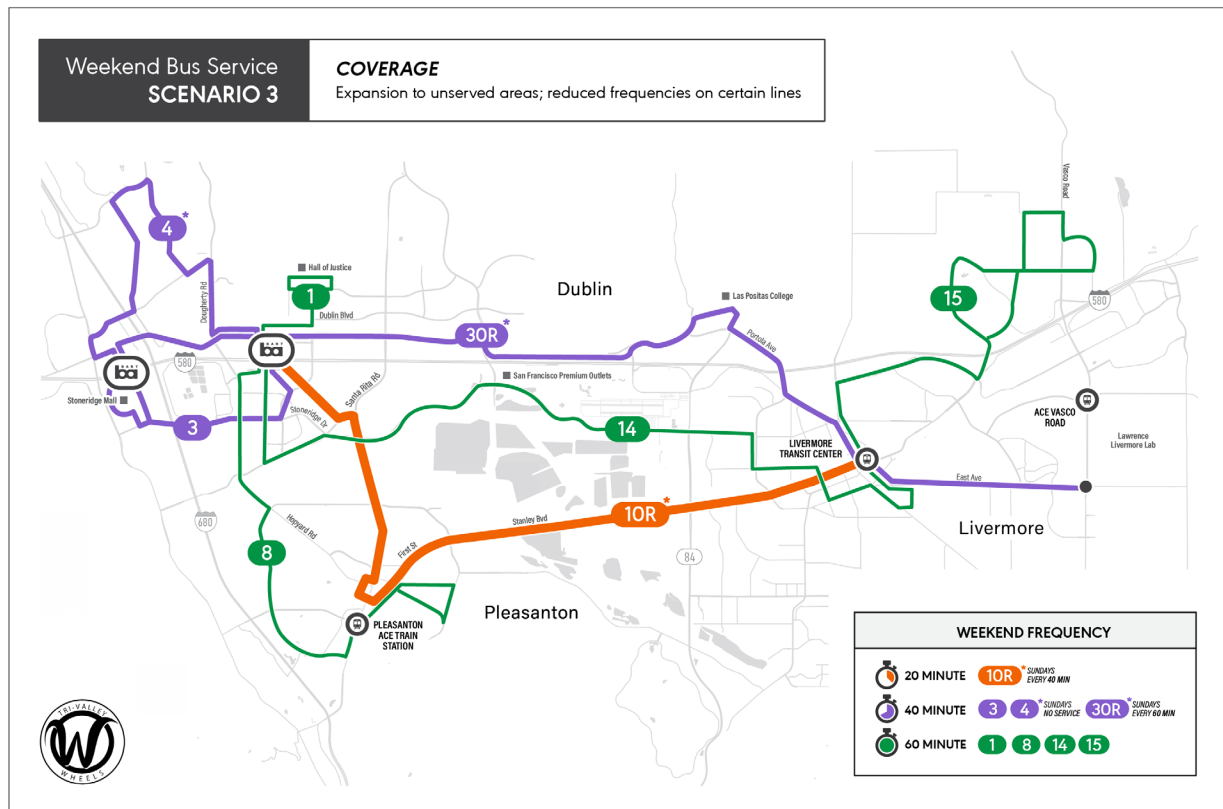 Weekend Bus Service
SCENARIO 3
COVERAGE
Expansion to unserved areas; reduced frequencies on certain lines
Vasco Road
4*
Dougherty Rd
Hall of Justice
1
Dublin Blvd
Dublin
Las Positas College
15
580
30R*
Portola Ave
BART
ba
580
BART
ba
Stoneridge Mall
San Francisco Premium Outlets
Santa Rita Rd
Stoneridge Dr
3
14
ACE VASCO
ROAD
LIVERMORE
TRANSIT CENTER
Lawrence
Livermore Lab
East Ave
10R*
Stanley Blvd
680
Hopyard Rd
Livermore
8
First St
84
Pleasanton
PLEASANTON
ACE TRAIN
STATION
WEEKEND FREQUENCY
20 MINUTE 10R* SUNDAYS
EVERY 40 MIN
40 MINUTE 3 4* SUNDAYS
NO SERVICE
30R* SUNDAYS
EVERY 60 MIN
60 MINUTE 1 8 14 15
TRI-VALLEY
W
WHEELS